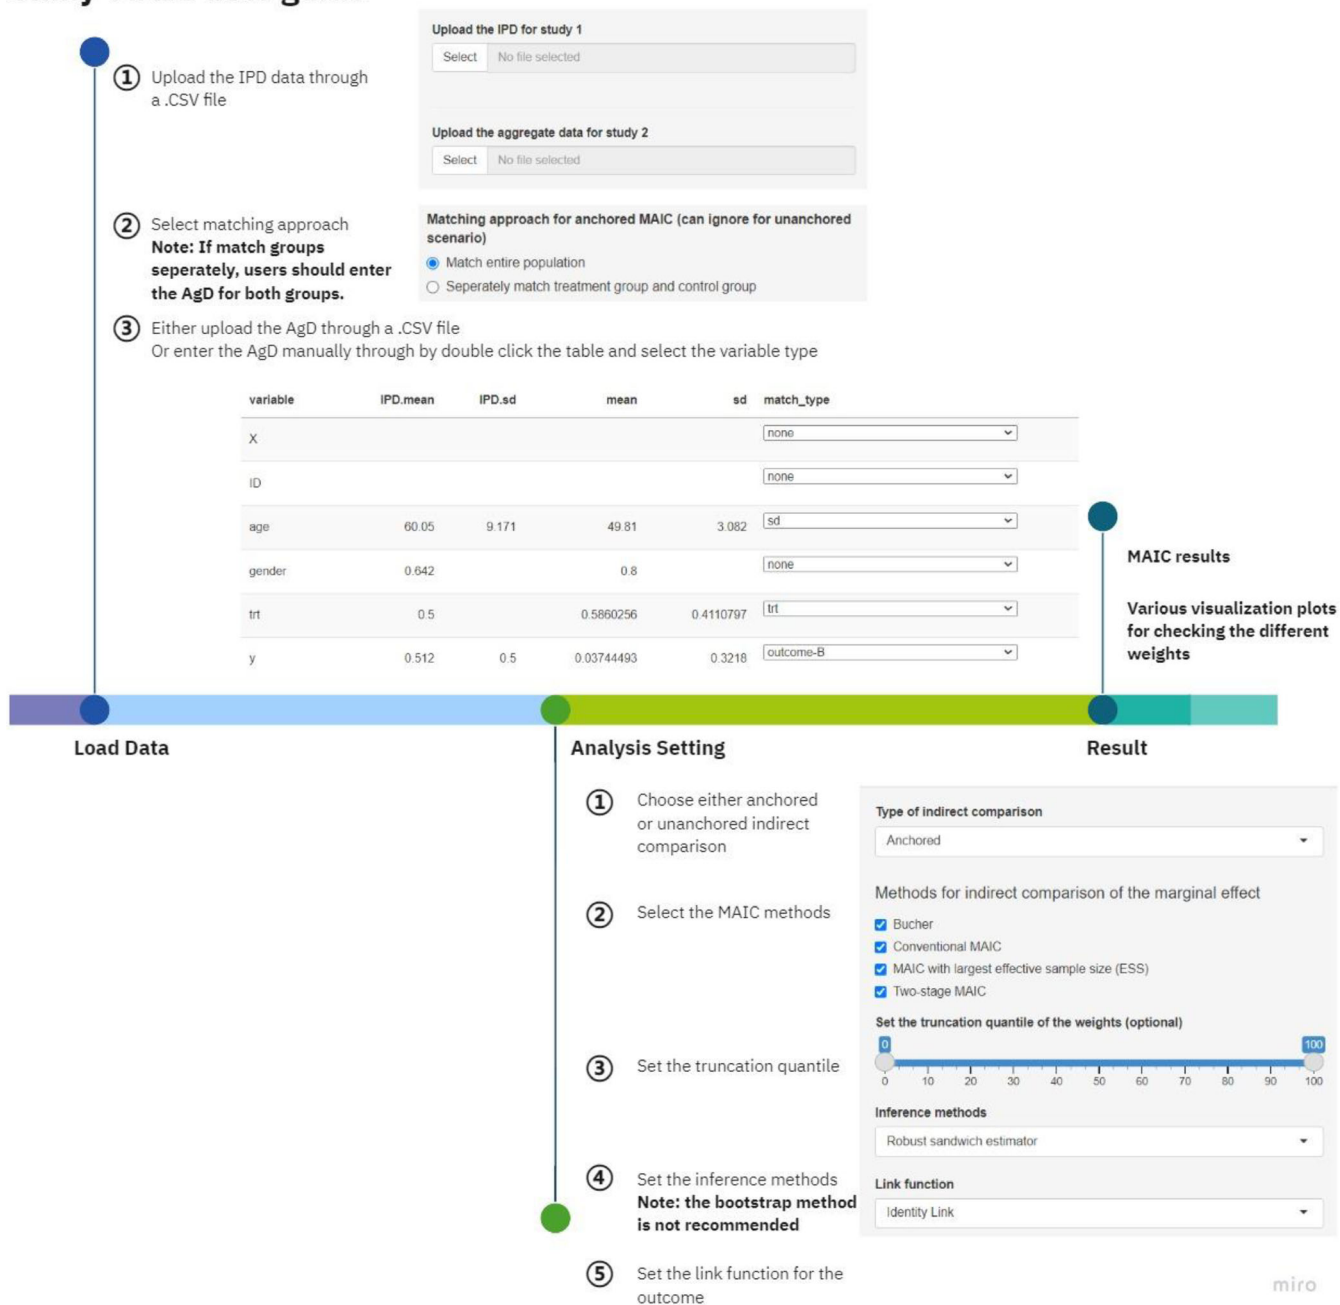 Upload the IPD for study 1
Select No file selected
① Upload the IPD data through
a .CSV file
Upload the aggregate data for study 2
Select No file selected
② Select matching approach
Note: If match groups
seperately, users should enter
the AgD for both groups.
Matching approach for anchored MAIC (can ignore for unanchored
scenario)
Match entire population
Seperately match treatment group and control group
③ Either upload the AgD through a .CSV file
Or enter the AgD manually through by double click the table and select the variable type
variable IPD.mean IPD.sd mean sd match_type
X none
ID none
age 60.05 9.171 49.81 3.082 sd
gender 0.642 0.8 none
trt 0.5 0.5860256 0.4110797 trt
y 0.512 0.5 0.03744493 0.3218 outcome-B
MAIC results
Various visualization plots
for checking the different
weights
Load Data
Analysis Setting
Result
① Choose either anchored
or unanchored indirect
comparison
② Select the MAIC methods
③ Set the truncation quantile
④ Set the inference methods
Note: the bootstrap method
is not recommended
⑤ Set the link function for the
outcome
Type of indirect comparison
Anchored
Methods for indirect comparison of the marginal effect
Bucher
Conventional MAIC
MAIC with largest effective sample size (ESS)
Two-stage MAIC
Set the truncation quantile of the weights (optional)
0 100
0 10 20 30 40 50 60 70 80 90 100
Inference methods
Robust sandwich estimator
Link function
Identity Link
miro